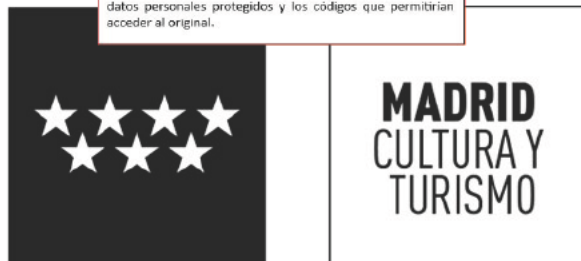 datos personales protegidos y los códigos que permitirían
acceder al original.
MADRID
CULTURA Y
TURISMO